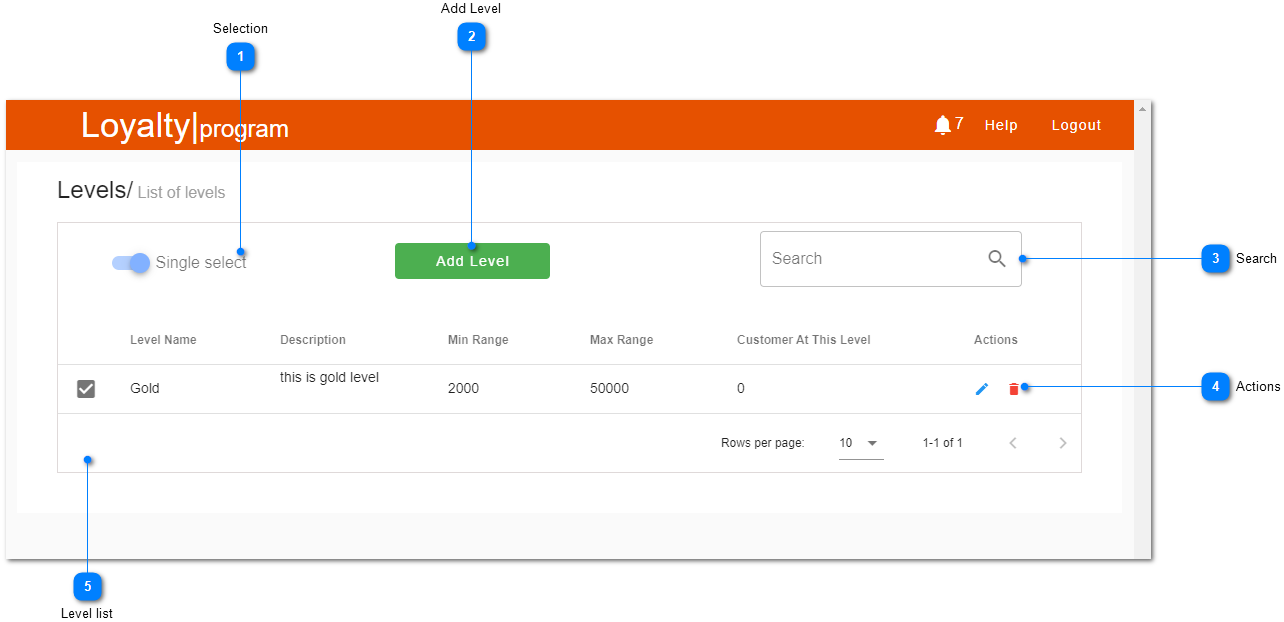 Add Level
2
Selection
1
Loyalty|program
7 Help Logout
Levels/ List of levels
Single select
Add Level
Search
3 Search
Level Name Description Min Range Max Range Customer At This Level Actions
Gold this is gold level 2000 50000 0
4 Actions
Rows per page: 10 1-1 of 1
5
Level list